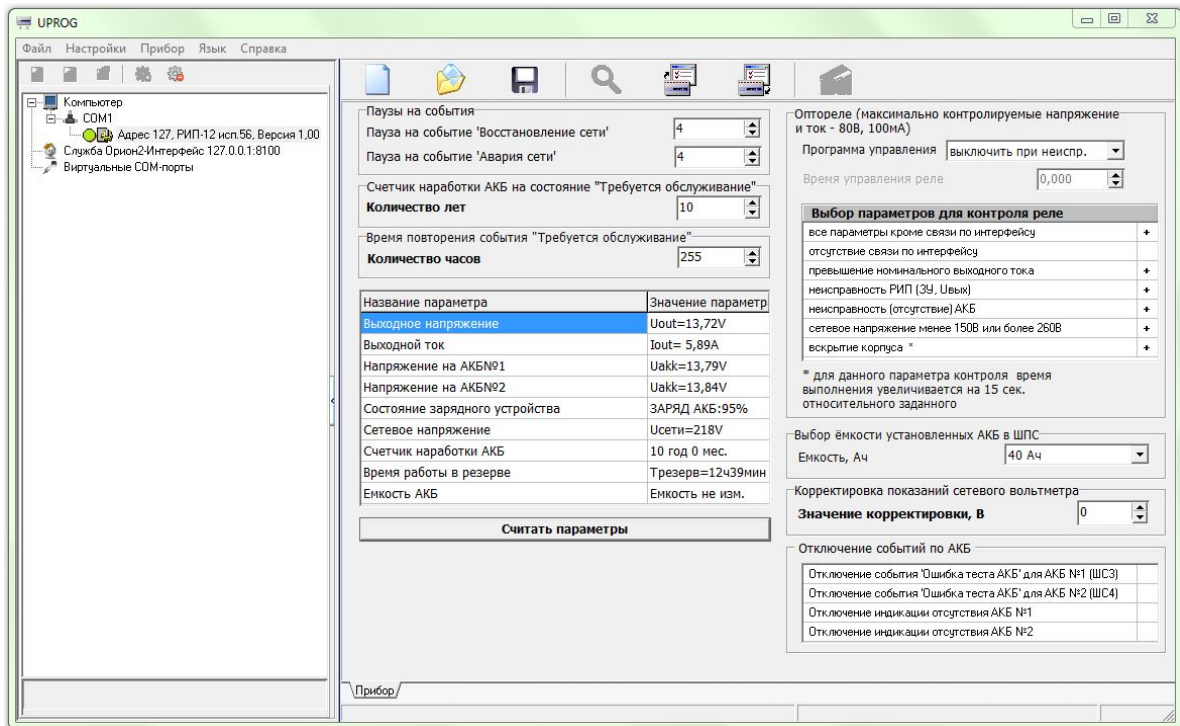 UPROG
Файл Настройки Прибор Язык Справка
Компьютер
COM1
Адрес 127, РИП-12 исп.56, Версия 1,00
Служба Орион2-Интерфейс 127.0.0.1:8100
Виртуальные COM-порты
Паузы на события
Пауза на событие 'Восстановление сети' 4
Пауза на событие 'Авария сети' 4
Счетчик наработки АКБ на состояние "Требуется обслуживание"
Количество лет 10
Время повторения события "Требуется обслуживание"
Количество часов 255
Название параметра Значение параметр
Выходное напряжение Uout=13,72V
Выходной ток Iout= 5,89A
Напряжение на АКБ№1 Uakk=13,79V
Напряжение на АКБ№2 Uakk=13,84V
Состояние зарядного устройства ЗАРЯД АКБ:95%
Сетевое напряжение Uсети=218V
Счетчик наработки АКБ 10 год 0 мес.
Время работы в резерве Tрезерв=12ч39мин
Емкость АКБ Емкость не изм.
Считать параметры
Прибор
Оптореле (максимально контролируемые напряжение
и ток - 80В, 100мА)
Программа управления выключить при неиспр.
Время управления реле 0,000
Выбор параметров для контроля реле
все параметры кроме связи по интерфейсу +
отсутствие связи по интерфейсу
превышение номинального выходного тока +
неисправность РИП (ЗУ, Uвых) +
неисправность (отсутствие) АКБ +
сетевое напряжение менее 150В или более 260В +
вскрытие корпуса * +
* для данного параметра контроля время
выполнения увеличивается на 15 сек.
относительного заданного
Выбор ёмкости установленных АКБ в ШПС
Емкость, Ач 40 Ач
Корректировка показаний сетевого вольтметра
Значение корректировки, В 0
Отключение событий по АКБ
Отключение события 'Ошибка теста АКБ' для АКБ №1 (ШС3)
Отключение события 'Ошибка теста АКБ' для АКБ №2 (ШС4)
Отключение индикации отсутствия АКБ №1
Отключение индикации отсутствия АКБ №2